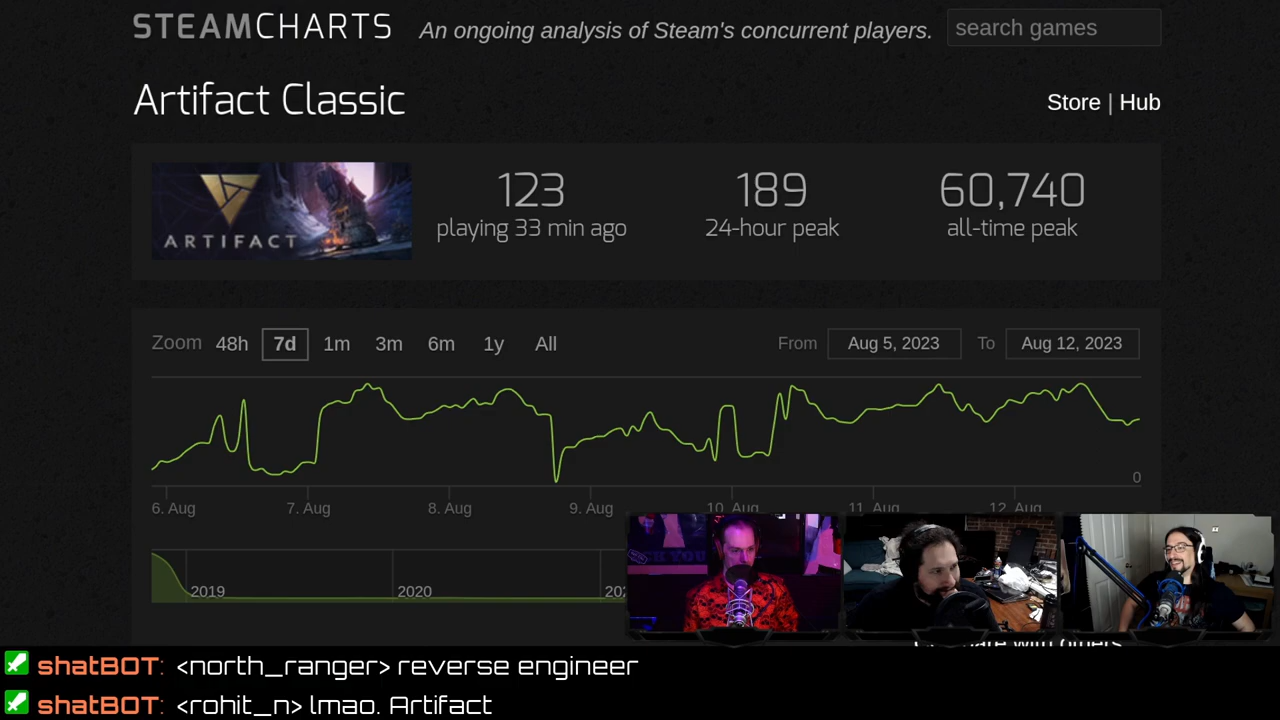 STEAMCHARTS An ongoing analysis of Steam's concurrent players. search games
Artifact Classic
Store | Hub
ARTIFACT
123
playing 33 min ago
189
24-hour peak
60,740
all-time peak
Zoom 48h 7d 1m 3m 6m 1y All
From Aug 5, 2023 To Aug 12, 2023
0
6. Aug 7. Aug 8. Aug 9. Aug 10. Aug 11. Aug 12. Aug
2019 2020
Compare with others
shatBOT: <north_ranger> reverse engineer
shatBOT: <rohit_n> lmao. Artifact